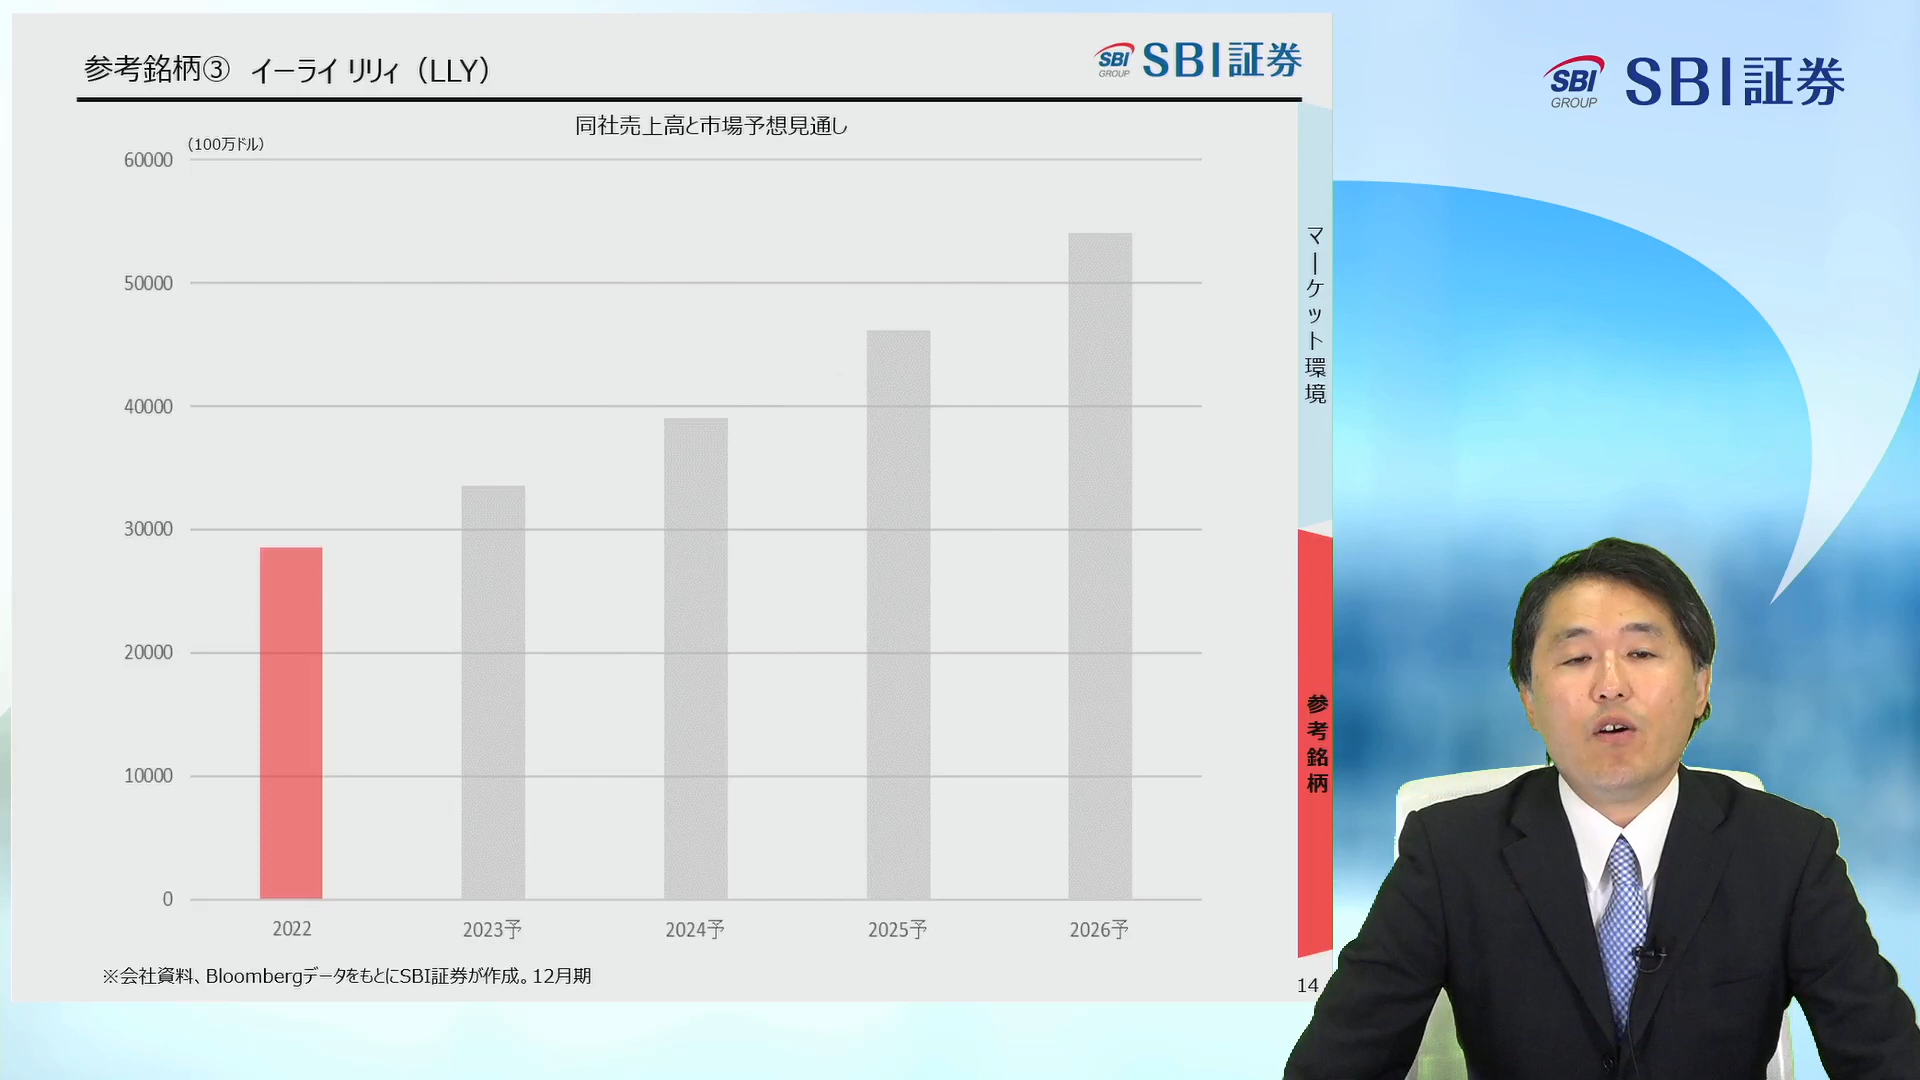 参考銘柄③ イーライ リリィ（LLY）
SBI GROUP SBI証券
同社売上高と市場予想見通し
（100万ドル）
60000
50000
40000
30000
20000
10000
0
2022 2023予 2024予 2025予 2026予
※会社資料、BloombergデータをもとにSBI証券が作成。12月期
14
マーケット環境
参考銘柄
SBI GROUP SBI証券